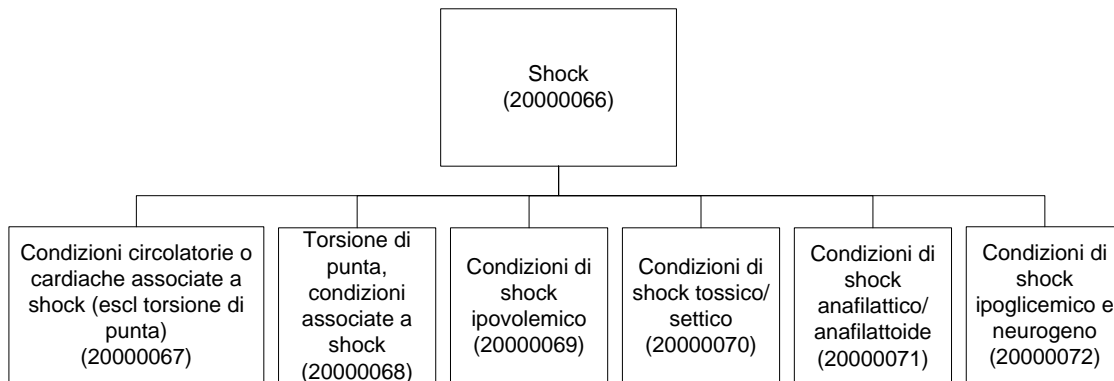 Shock
(20000066)
Condizioni circolatorie o
cardiache associate a
shock (escl torsione di
punta)
(20000067)
Torsione di
punta,
condizioni
associate a
shock
(20000068)
Condizioni di
shock
ipovolemico
(20000069)
Condizioni di
shock tossico/
settico
(20000070)
Condizioni di
shock
anafilattico/
anafilattoide
(20000071)
Condizioni di
shock
ipoglicemico e
neurogeno
(20000072)